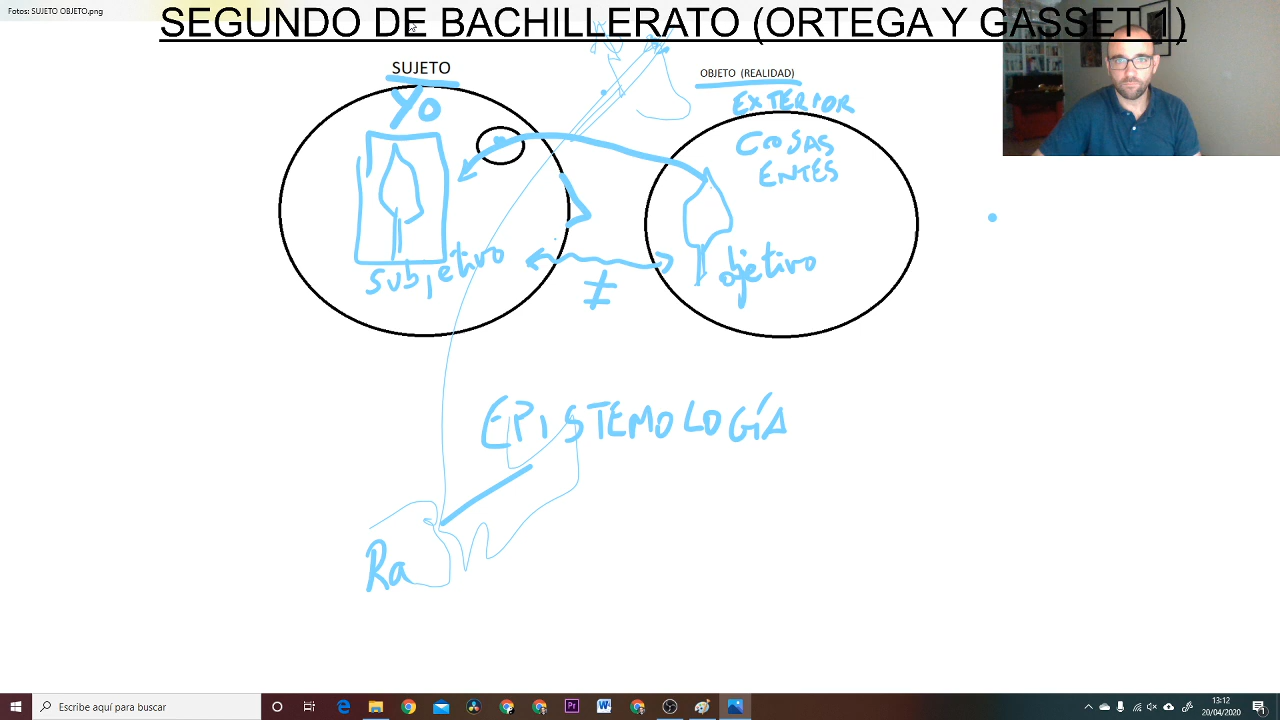 Fotos: SUJETO OBJETO.png
SEGUNDO DE BACHILLERATO (ORTEGA Y GASSET 1)
SUJETO
OBJETO (REALIDAD)
Yo
EXTERIOR
COSAS
ENTES
subjetivo
objetivo
≠
EPISTEMOLOGÍA
Ra
Escribe aquí para buscar
13:12
20/04/2020